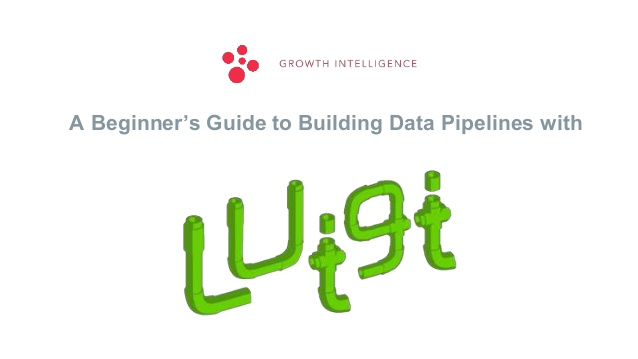 GROWTH INTELLIGENCE
A Beginner’s Guide to Building Data Pipelines with
Luigi